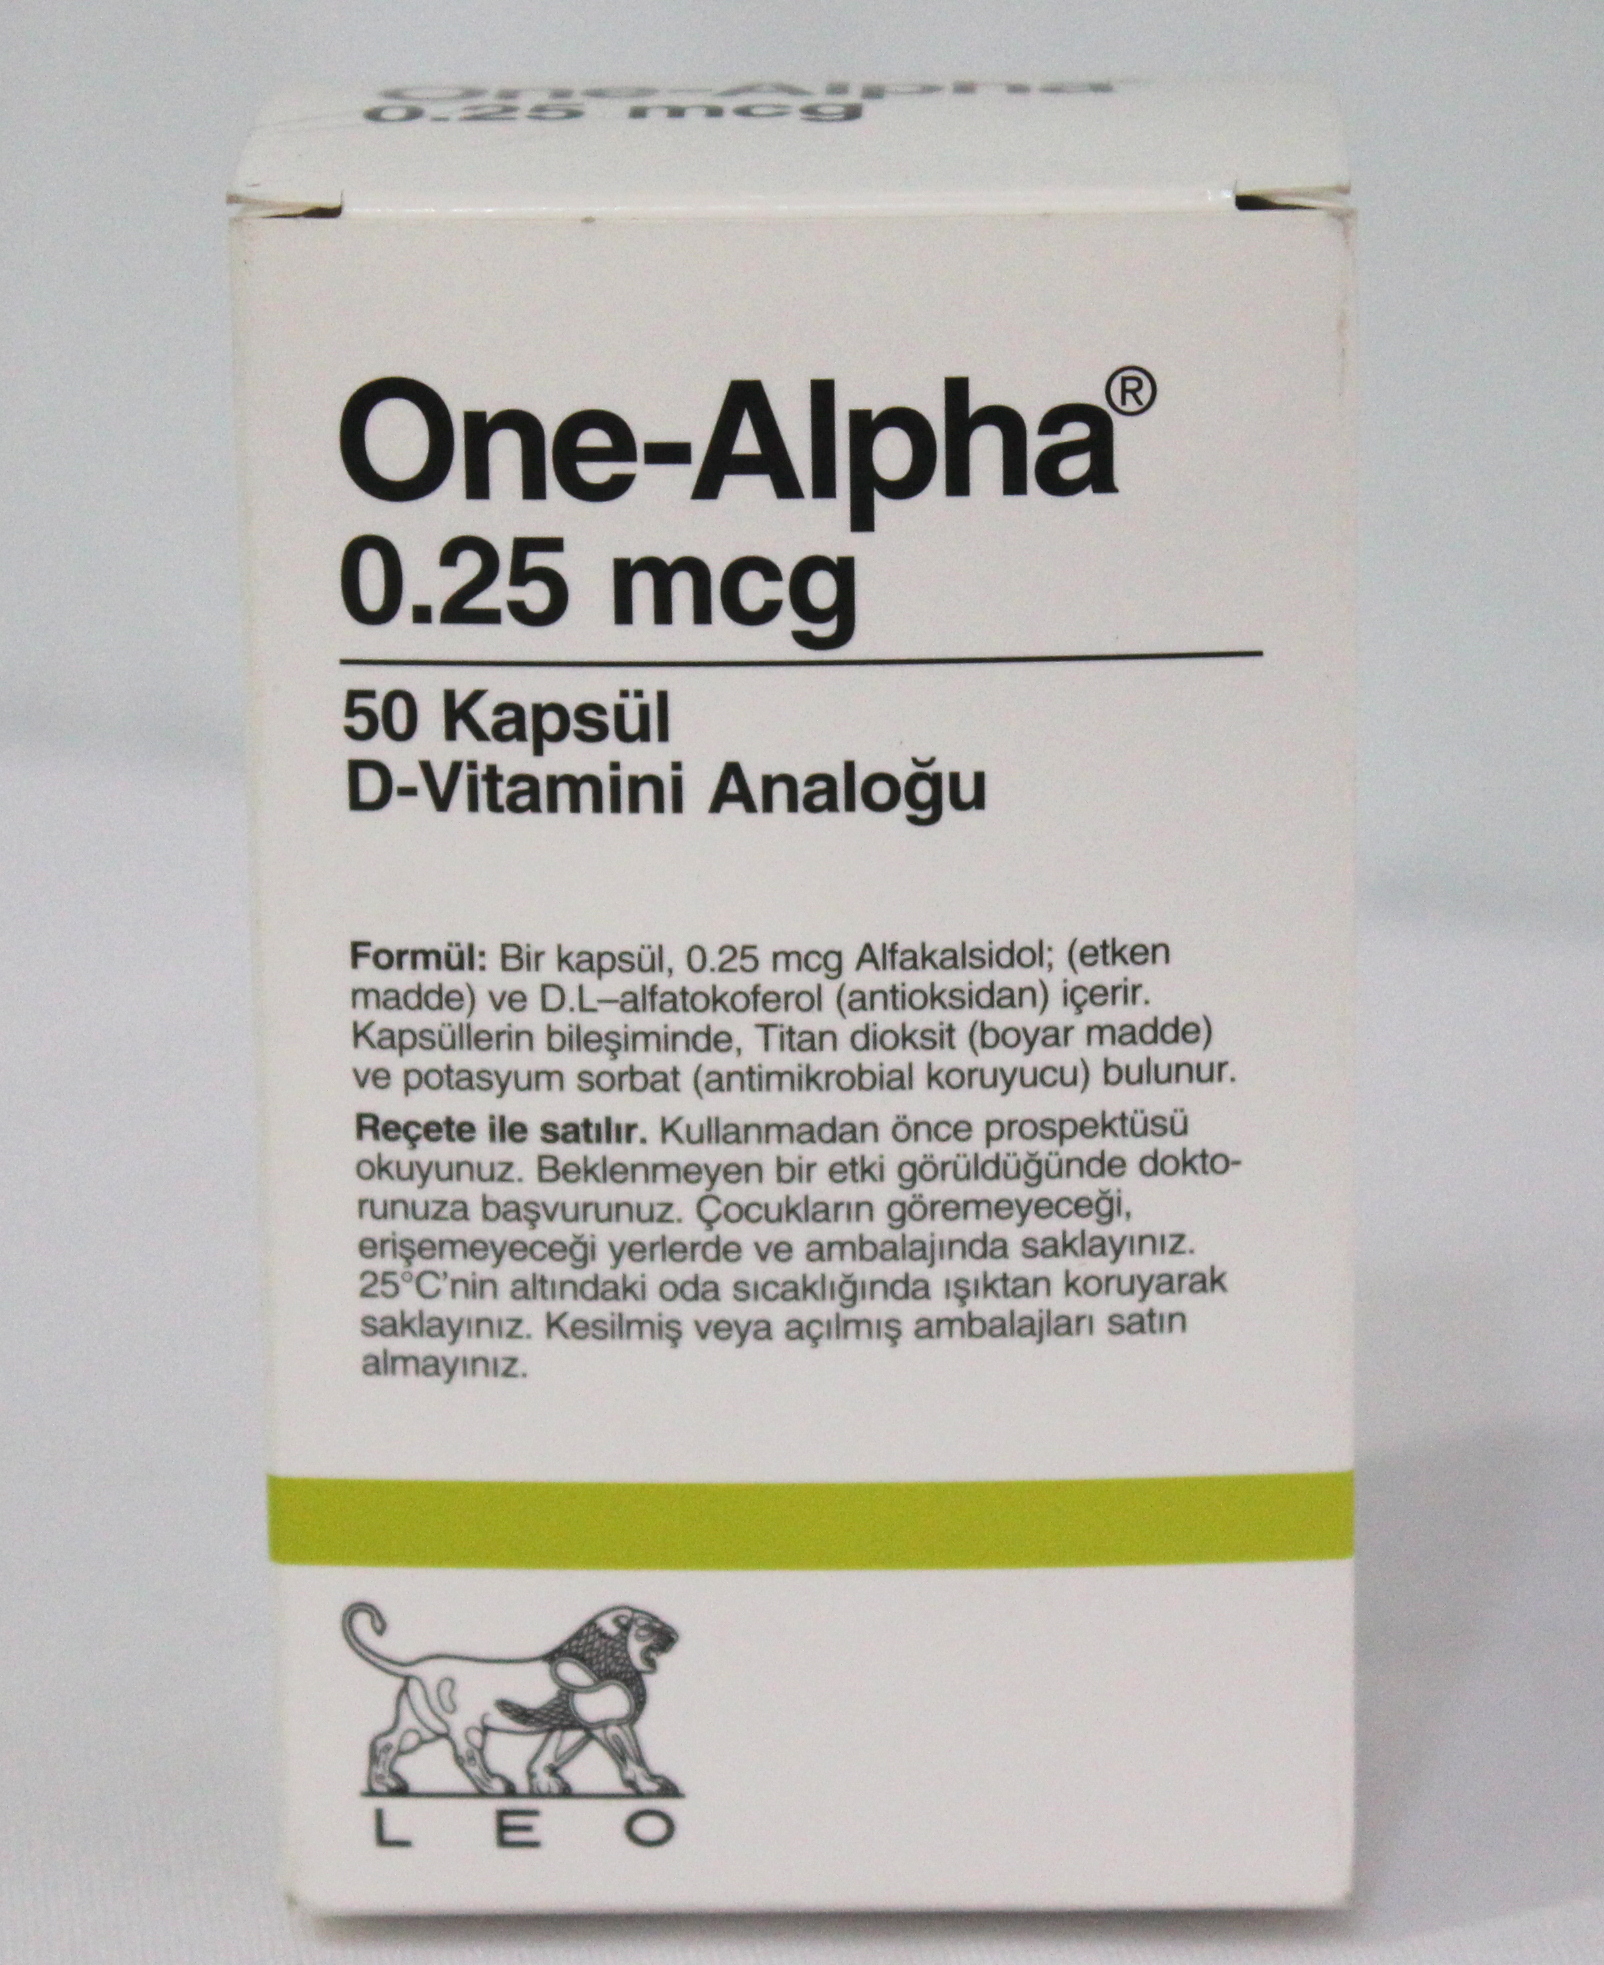 One-Alpha
0.25 mcg
One-Alpha®
0.25 mcg
50 Kapsül
D-Vitamini Analoğu
Formül: Bir kapsül, 0.25 mcg Alfakalsidol; (etken
madde) ve D.L–alfatokoferol (antioksidan) içerir.
Kapsüllerin bileşiminde, Titan dioksit (boyar madde)
ve potasyum sorbat (antimikrobial koruyucu) bulunur.
Reçete ile satılır. Kullanmadan önce prospektüsü
okuyunuz. Beklenmeyen bir etki görüldüğünde dokto-
runuza başvurunuz. Çocukların göremeyeceği,
erişemeyeceği yerlerde ve ambalajında saklayınız.
25°C'nin altındaki oda sıcaklığında ışıktan koruyarak
saklayınız. Kesilmiş veya açılmış ambalajları satın
almayınız.
LEO